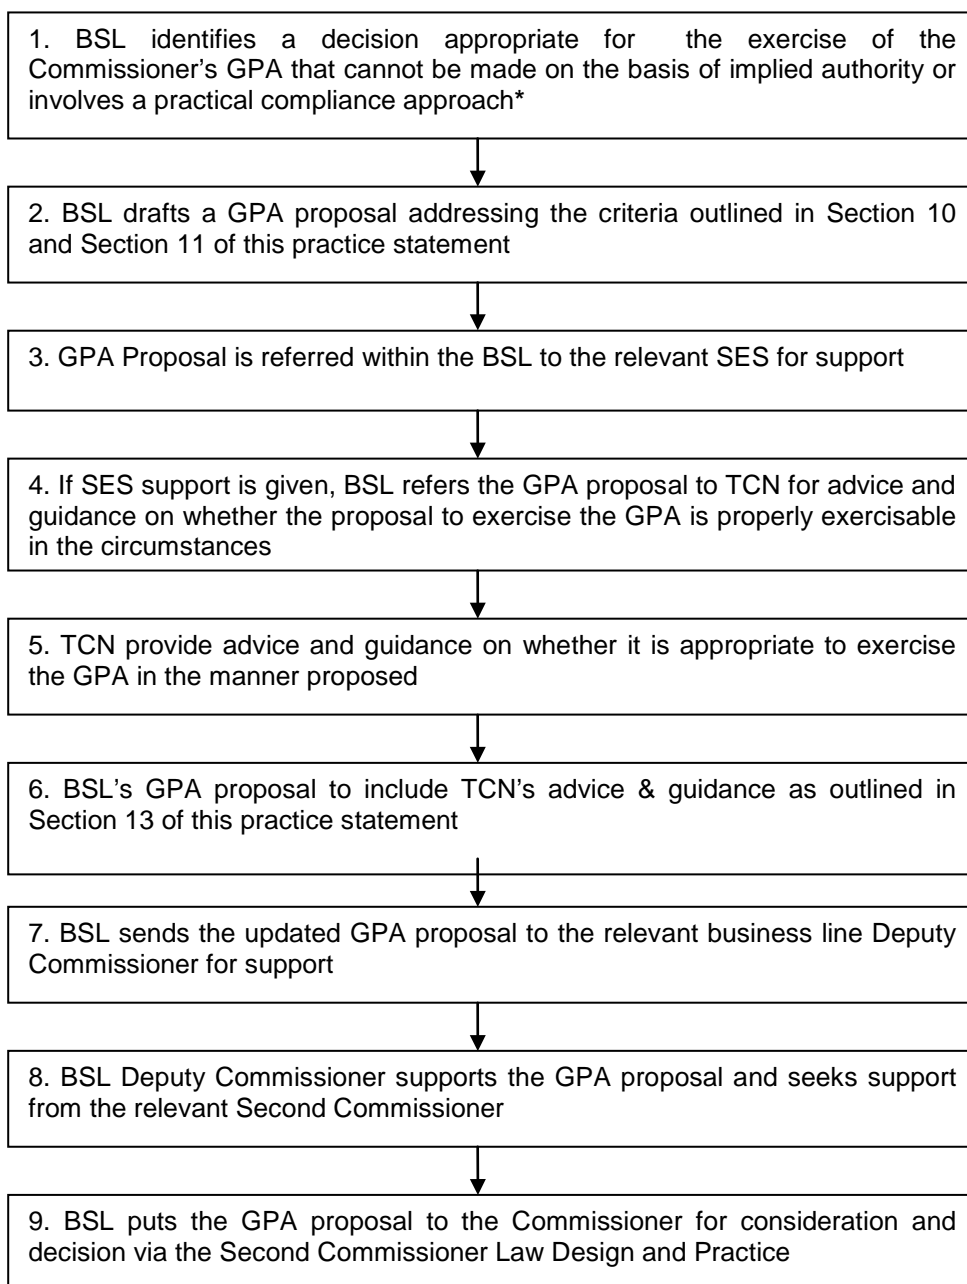 1. BSL identifies a decision appropriate for the exercise of the
Commissioner's GPA that cannot be made on the basis of implied authority or
involves a practical compliance approach*
2. BSL drafts a GPA proposal addressing the criteria outlined in Section 10
and Section 11 of this practice statement
3. GPA Proposal is referred within the BSL to the relevant SES for support
4. If SES support is given, BSL refers the GPA proposal to TCN for advice and
guidance on whether the proposal to exercise the GPA is properly exercisable
in the circumstances
5. TCN provide advice and guidance on whether it is appropriate to exercise
the GPA in the manner proposed
6. BSL's GPA proposal to include TCN's advice & guidance as outlined in
Section 13 of this practice statement
7. BSL sends the updated GPA proposal to the relevant business line Deputy
Commissioner for support
8. BSL Deputy Commissioner supports the GPA proposal and seeks support
from the relevant Second Commissioner
9. BSL puts the GPA proposal to the Commissioner for consideration and
decision via the Second Commissioner Law Design and Practice